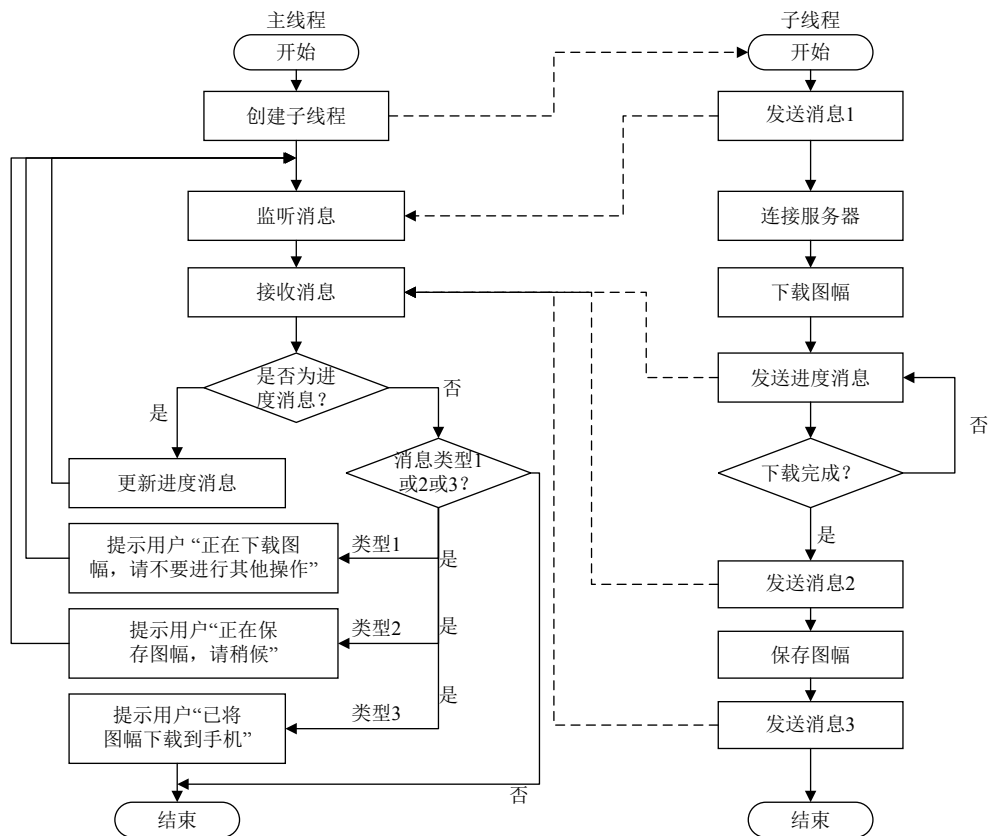 主线程
子线程
开始
开始
创建子线程
发送消息1
监听消息
连接服务器
接收消息
下载图幅
是否为进
度消息？
否
是
发送进度消息
否
消息类型1
或2或3？
更新进度消息
下载完成？
是
提示用户“正在下载图
幅，请不要进行其他操作”
类型1
是
发送消息2
提示用户“正在保
存图幅，请稍候”
类型2
是
保存图幅
是
提示用户“已将
图幅下载到手机”
类型3
发送消息3
否
结束
结束